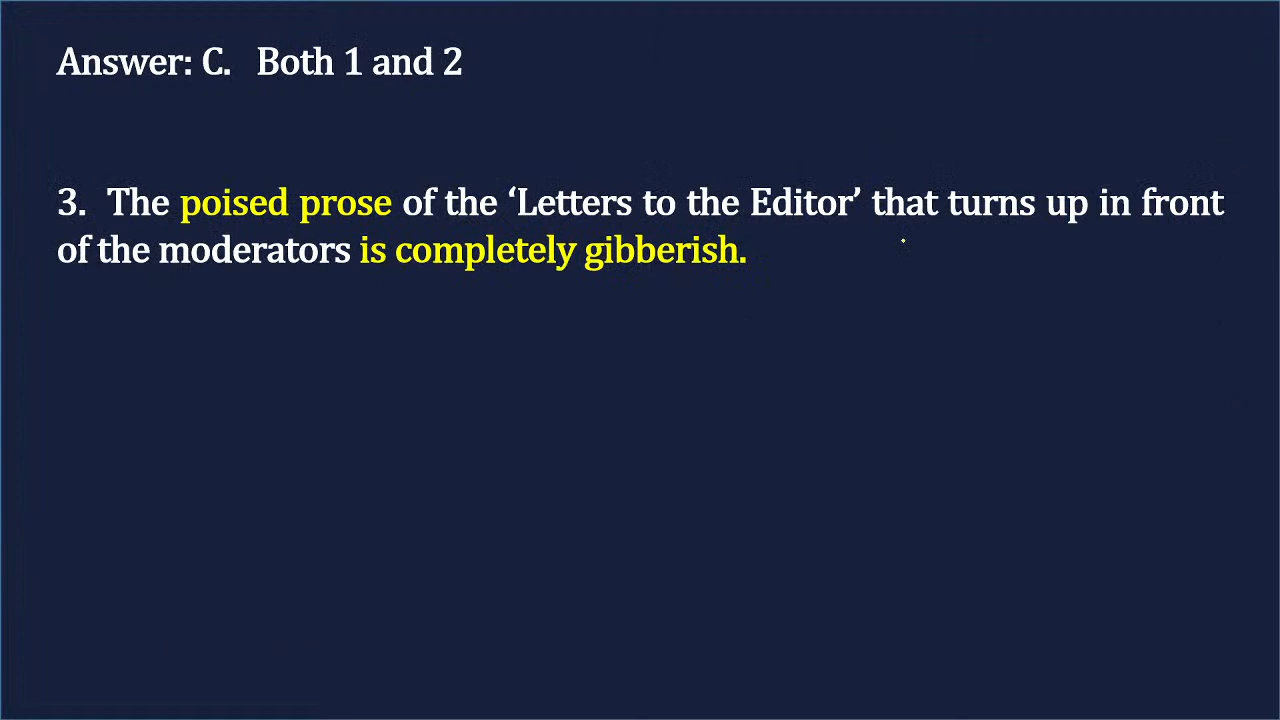 Answer: C. Both 1 and 2
3. The poised prose of the ‘Letters to the Editor’ that turns up in front
of the moderators is completely gibberish.